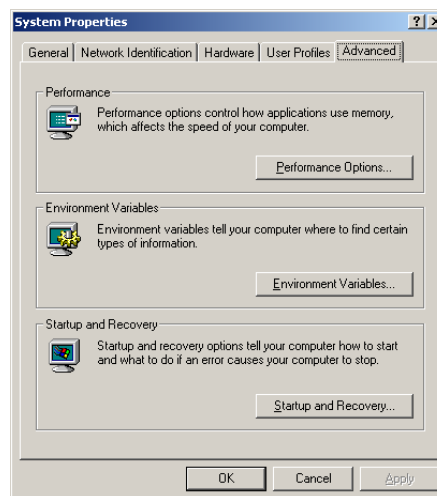 System Properties
General
Network Identification
Hardware
User Profiles
Advanced
Performance
Performance options control how applications use memory,
which affects the speed of your computer.
Performance Options...
Environment Variables
Environment variables tell your computer where to find certain
types of information.
Environment Variables...
Startup and Recovery
Startup and recovery options tell your computer how to start
and what to do if an error causes your computer to stop.
Startup and Recovery...
OK
Cancel
Apply